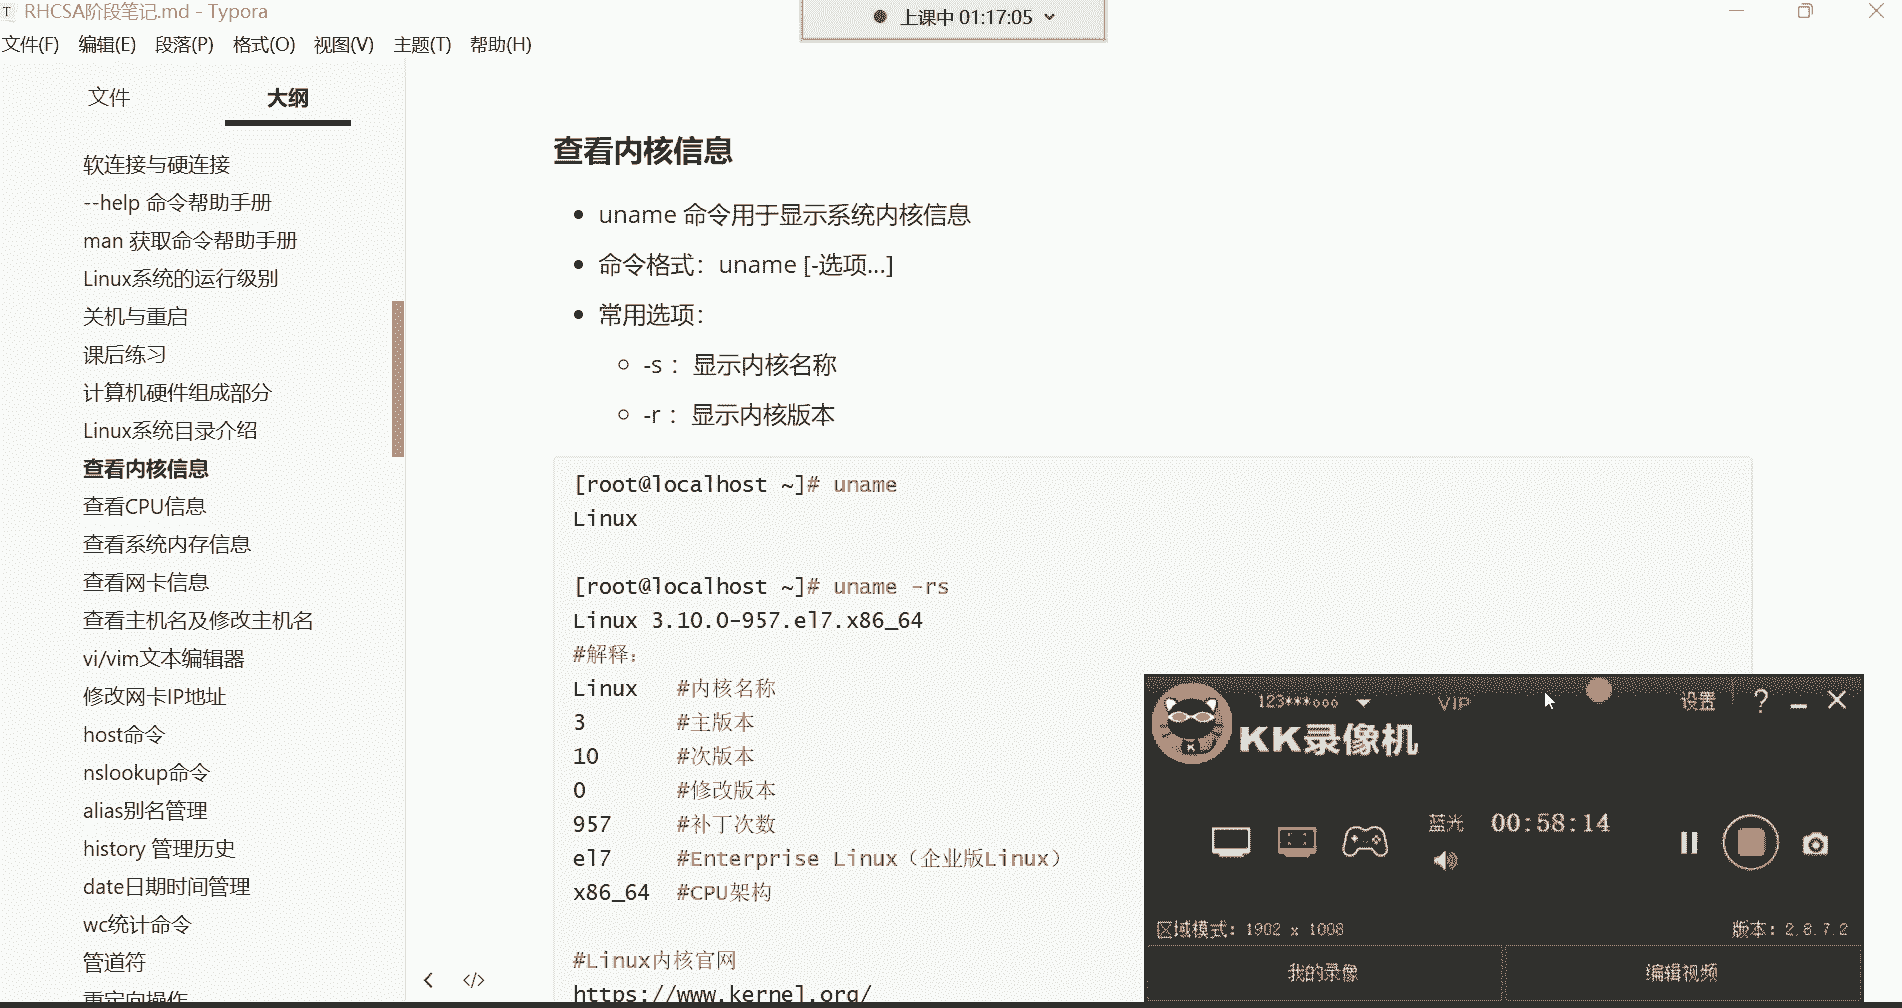 RHCSA阶段笔记.md - Typora
上课中 01:17:05
文件(F) 编辑(E) 段落(P) 格式(O) 视图(V) 主题(T) 帮助(H)
文件 大纲
软连接与硬连接
--help 命令帮助手册
man 获取命令帮助手册
Linux系统的运行级别
关机与重启
课后练习
计算机硬件组成部分
Linux系统目录介绍
查看内核信息
查看CPU信息
查看系统内存信息
查看网卡信息
查看主机名及修改主机名
vi/vim文本编辑器
修改网卡IP地址
host命令
nslookup命令
alias别名管理
history 管理历史
date日期时间管理
wc统计命令
管道符
重定向操作
查看内核信息
uname 命令用于显示系统内核信息
命令格式：uname [-选项...]
常用选项：
-s ：显示内核名称
-r ：显示内核版本
[root@localhost ~]# uname
Linux
[root@localhost ~]# uname -rs
Linux 3.10.0-957.el7.x86_64
#解释：
Linux #内核名称
3 #主版本
10 #次版本
0 #修改版本
957 #补丁次数
el7 #Enterprise Linux（企业版Linux）
x86_64 #CPU架构
#Linux内核官网
https://www.kernel.org/
123***ooo VIP 设置 ?
KK录像机
蓝光 00:58:14
区域模式：1902 x 1008 版本：2.8.7.2
我的录像 编辑视频